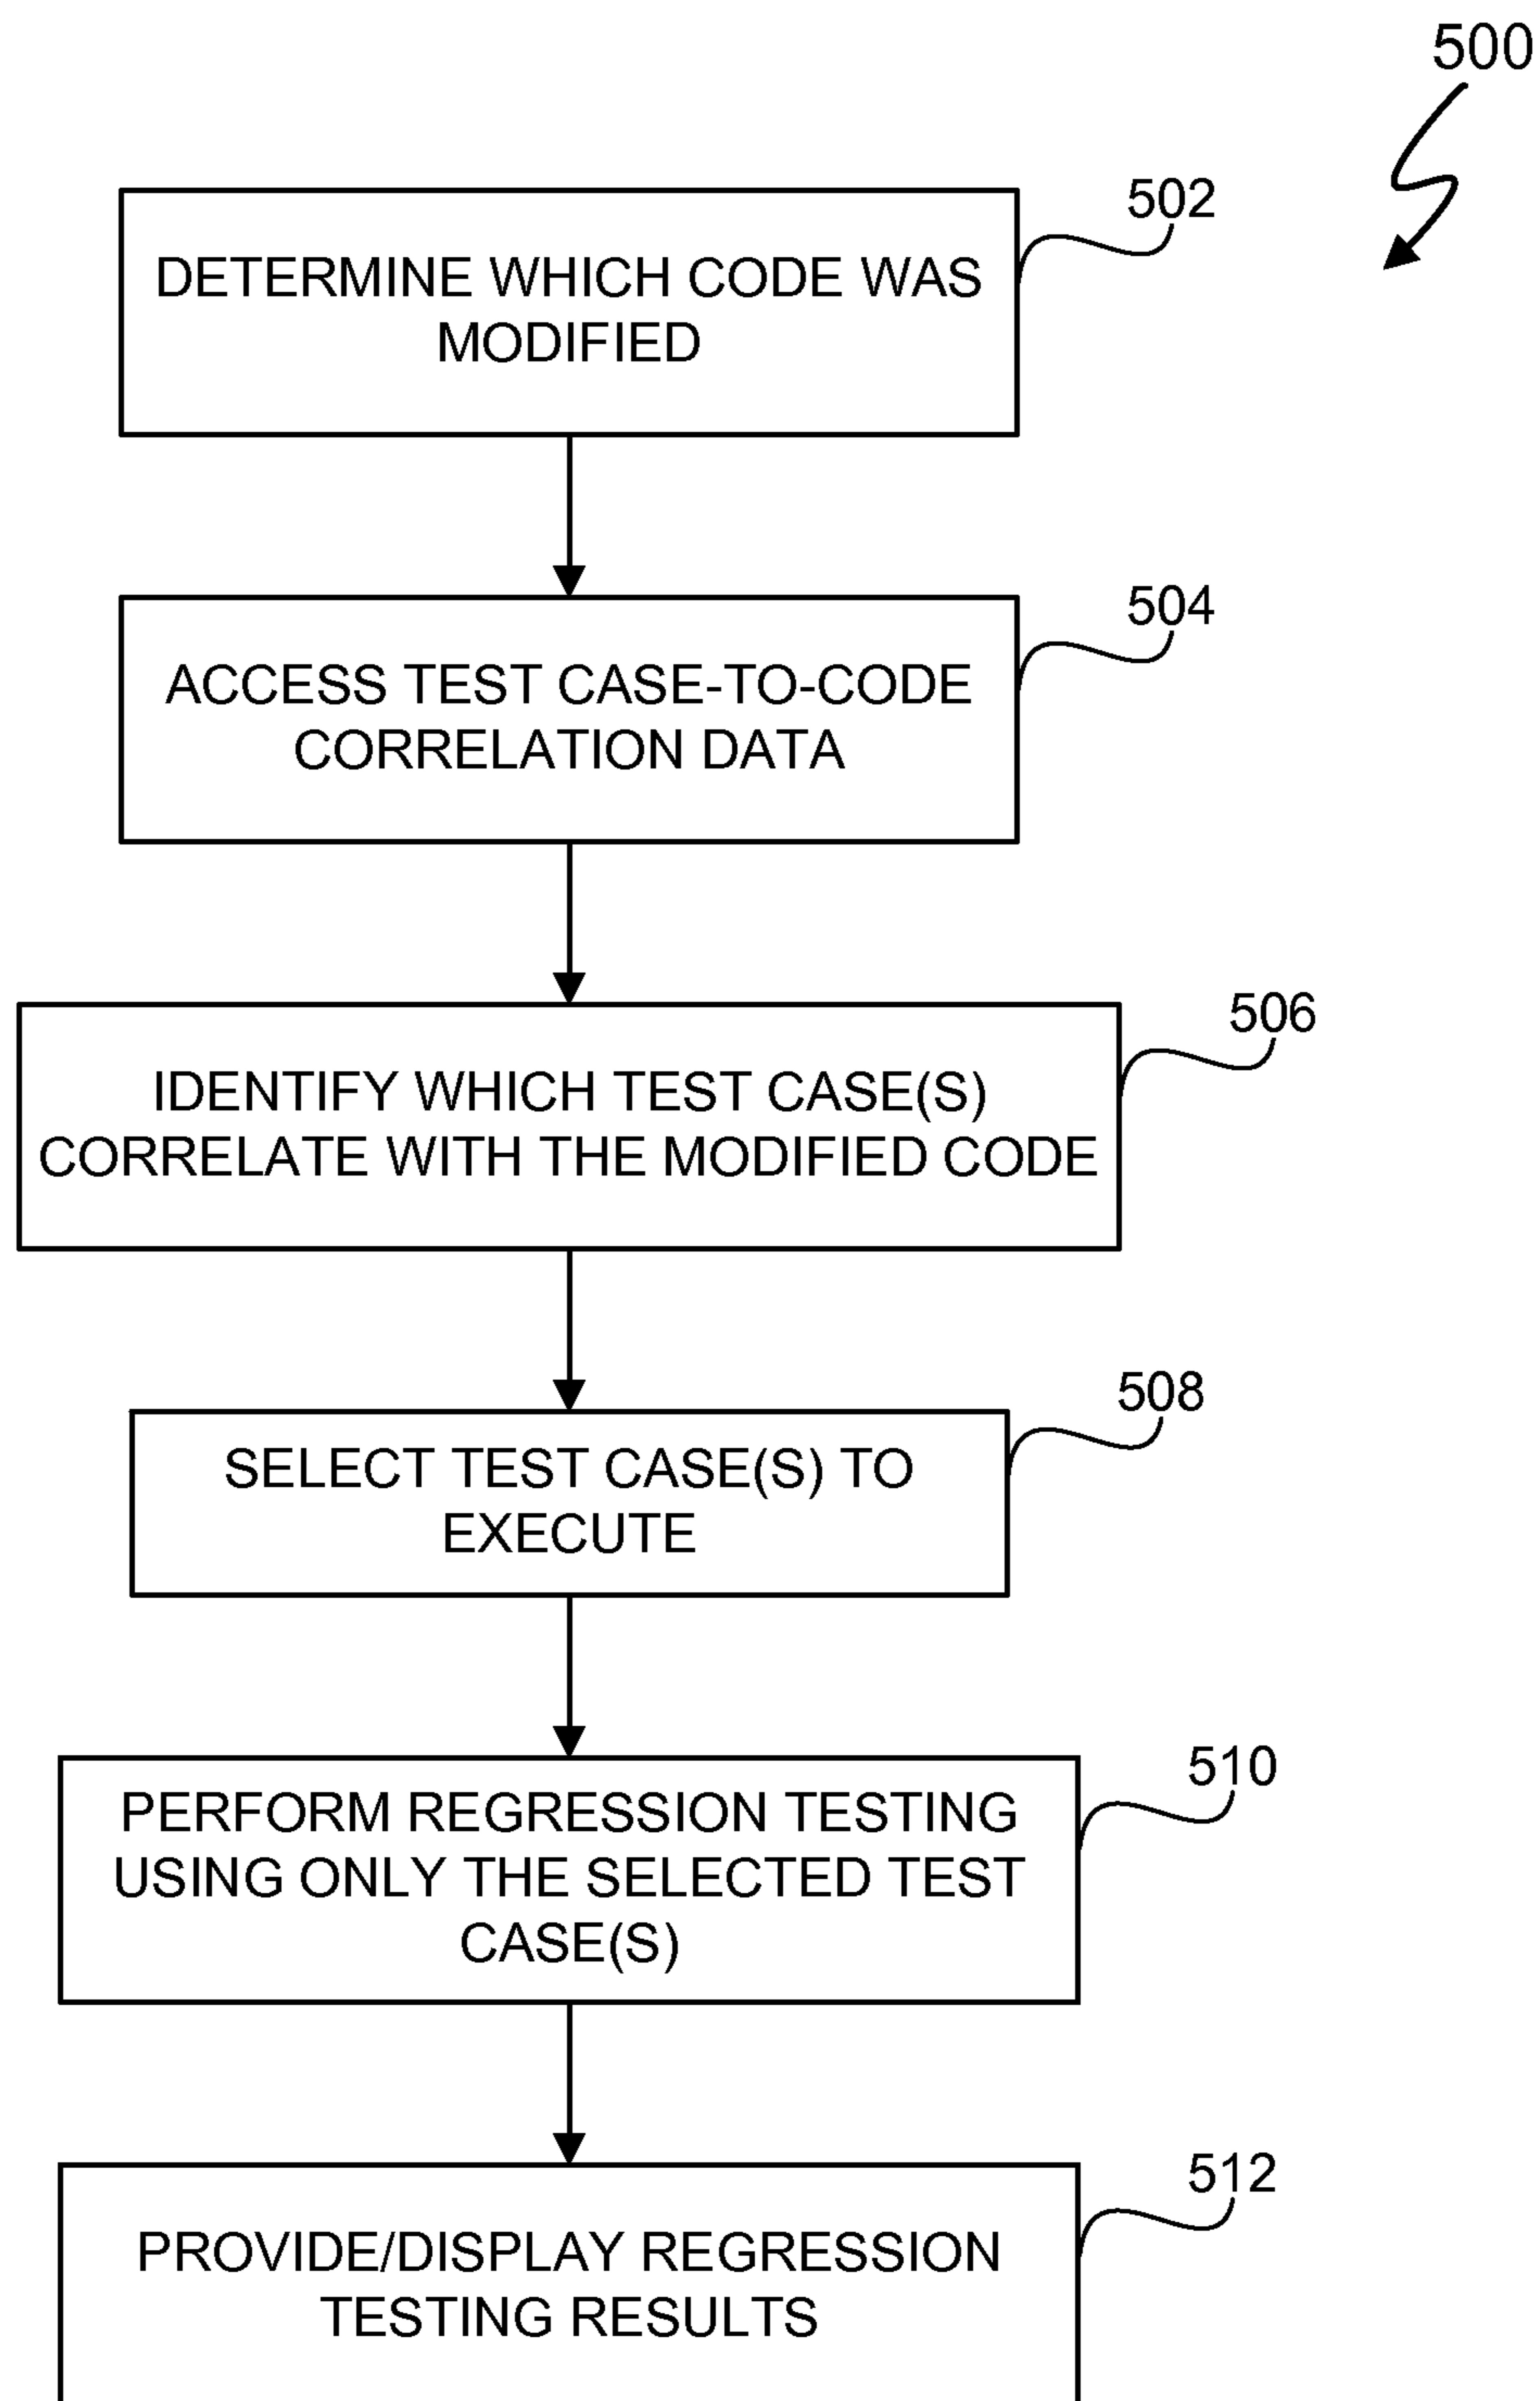 500
502
DETERMINE WHICH CODE WAS
MODIFIED
504
ACCESS TEST CASE-TO-CODE
CORRELATION DATA
506
IDENTIFY WHICH TEST CASE(S)
CORRELATE WITH THE MODIFIED CODE
508
SELECT TEST CASE(S) TO
EXECUTE
510
PERFORM REGRESSION TESTING
USING ONLY THE SELECTED TEST
CASE(S)
512
PROVIDE/DISPLAY REGRESSION
TESTING RESULTS